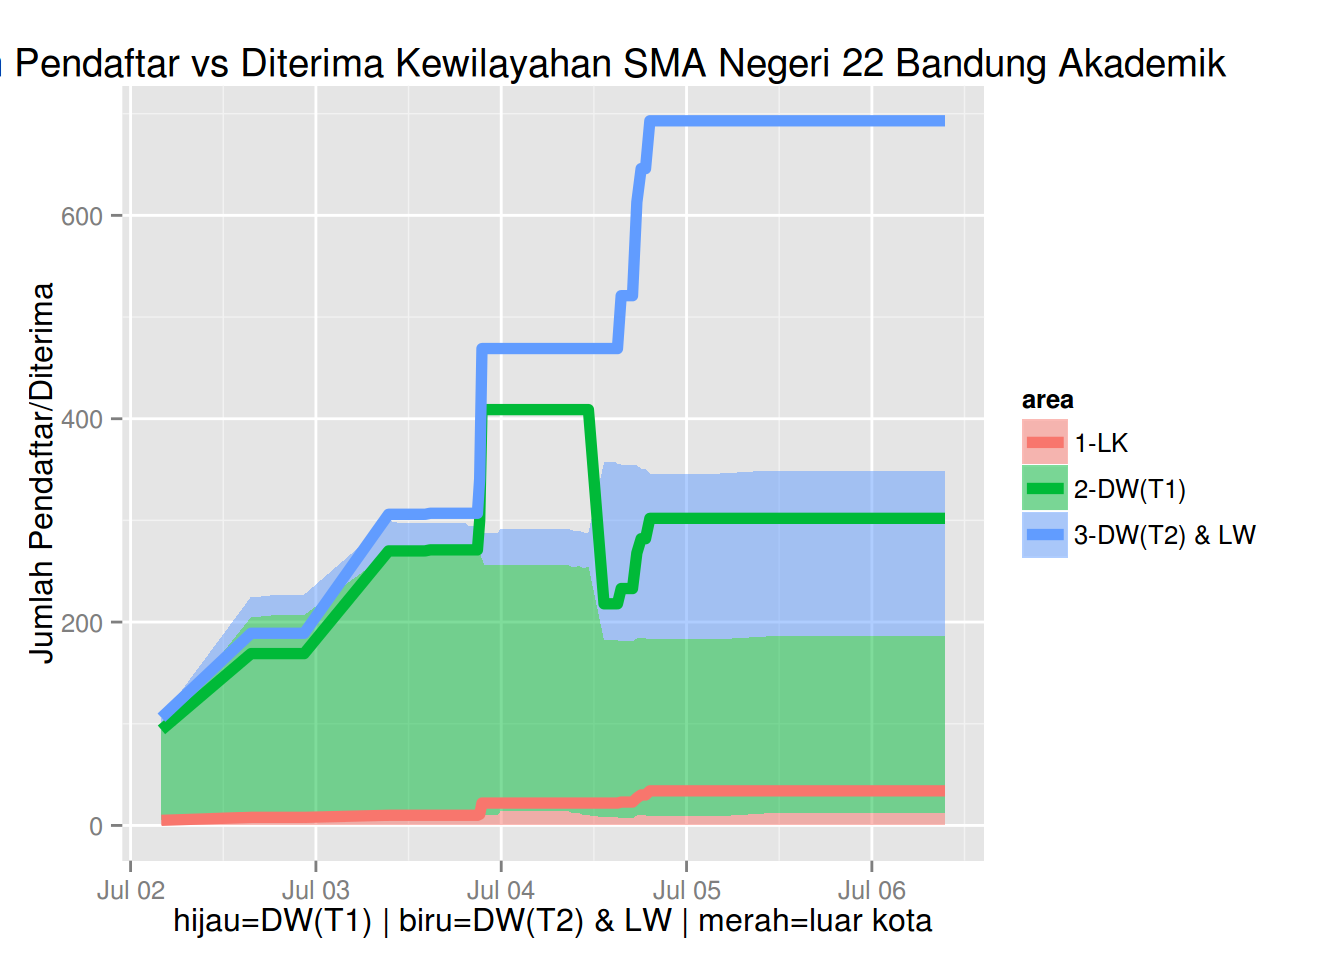 Pendaftar vs Diterima Kewilayahan SMA Negeri 22 Bandung Akademik
Jumlah Pendaftar/Diterima
600
400
200
0
Jul 02
Jul 03
Jul 04
Jul 05
Jul 06
hijau=DW(T1) | biru=DW(T2) & LW | merah=luar kota
area
1-LK
2-DW(T1)
3-DW(T2) & LW